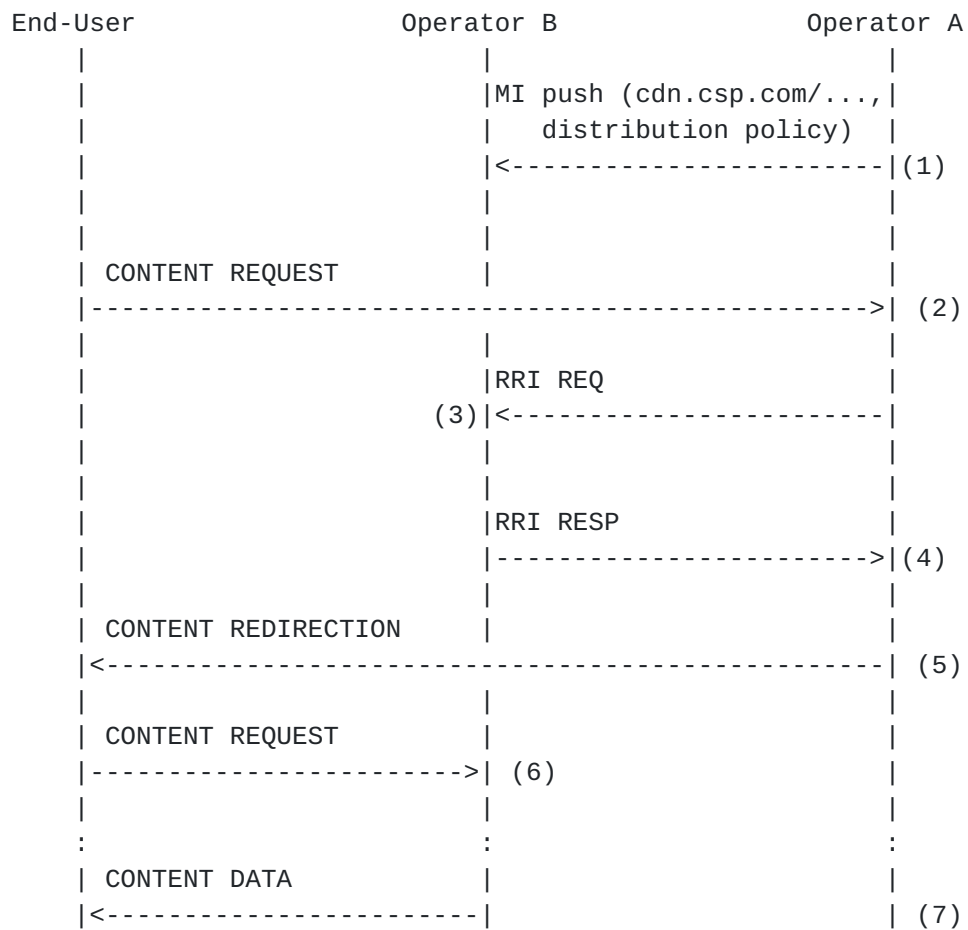 End-User Operator B Operator A
MI push (cdn.csp.com/...,
distribution policy)
(1)
CONTENT REQUEST
(2)
RRI REQ
(3)
RRI RESP
(4)
CONTENT REDIRECTION
(5)
CONTENT REQUEST
(6)
CONTENT DATA
(7)